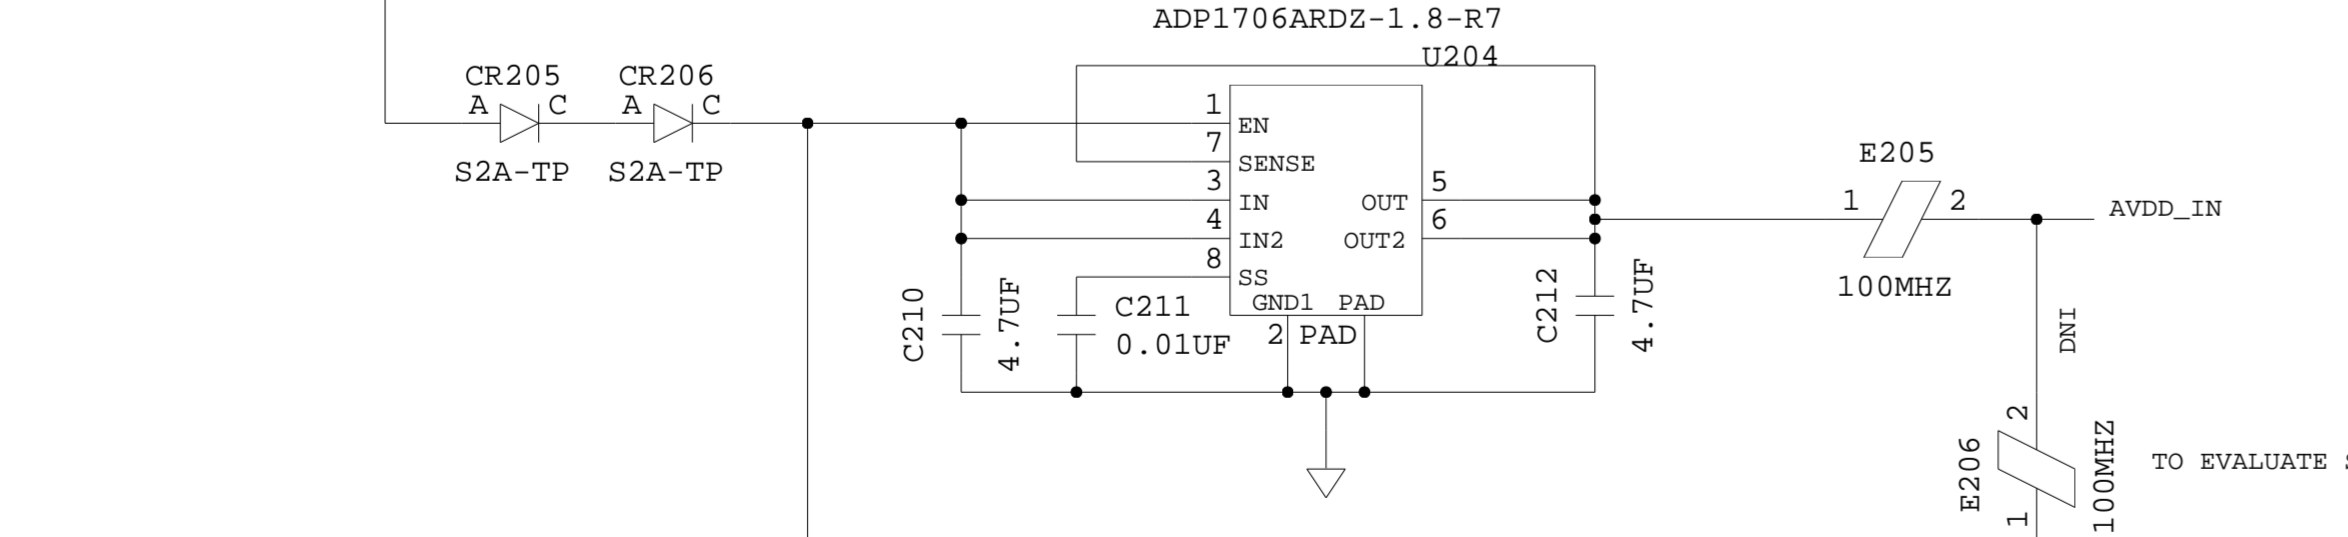 ADP1706ARDZ-1.8-R7
U204
CR205
CR206
A
C
A
C
S2A-TP
S2A-TP
1
EN
7
SENSE
3
IN
4
IN2
8
SS
GND1
PAD
2
PAD
OUT
5
OUT2
6
C210
4.7UF
C211
0.01UF
C212
4.7UF
E205
1
2
100MHZ
AVDD_IN
DNI
2
E206
1
100MHZ
TO EVALUATE